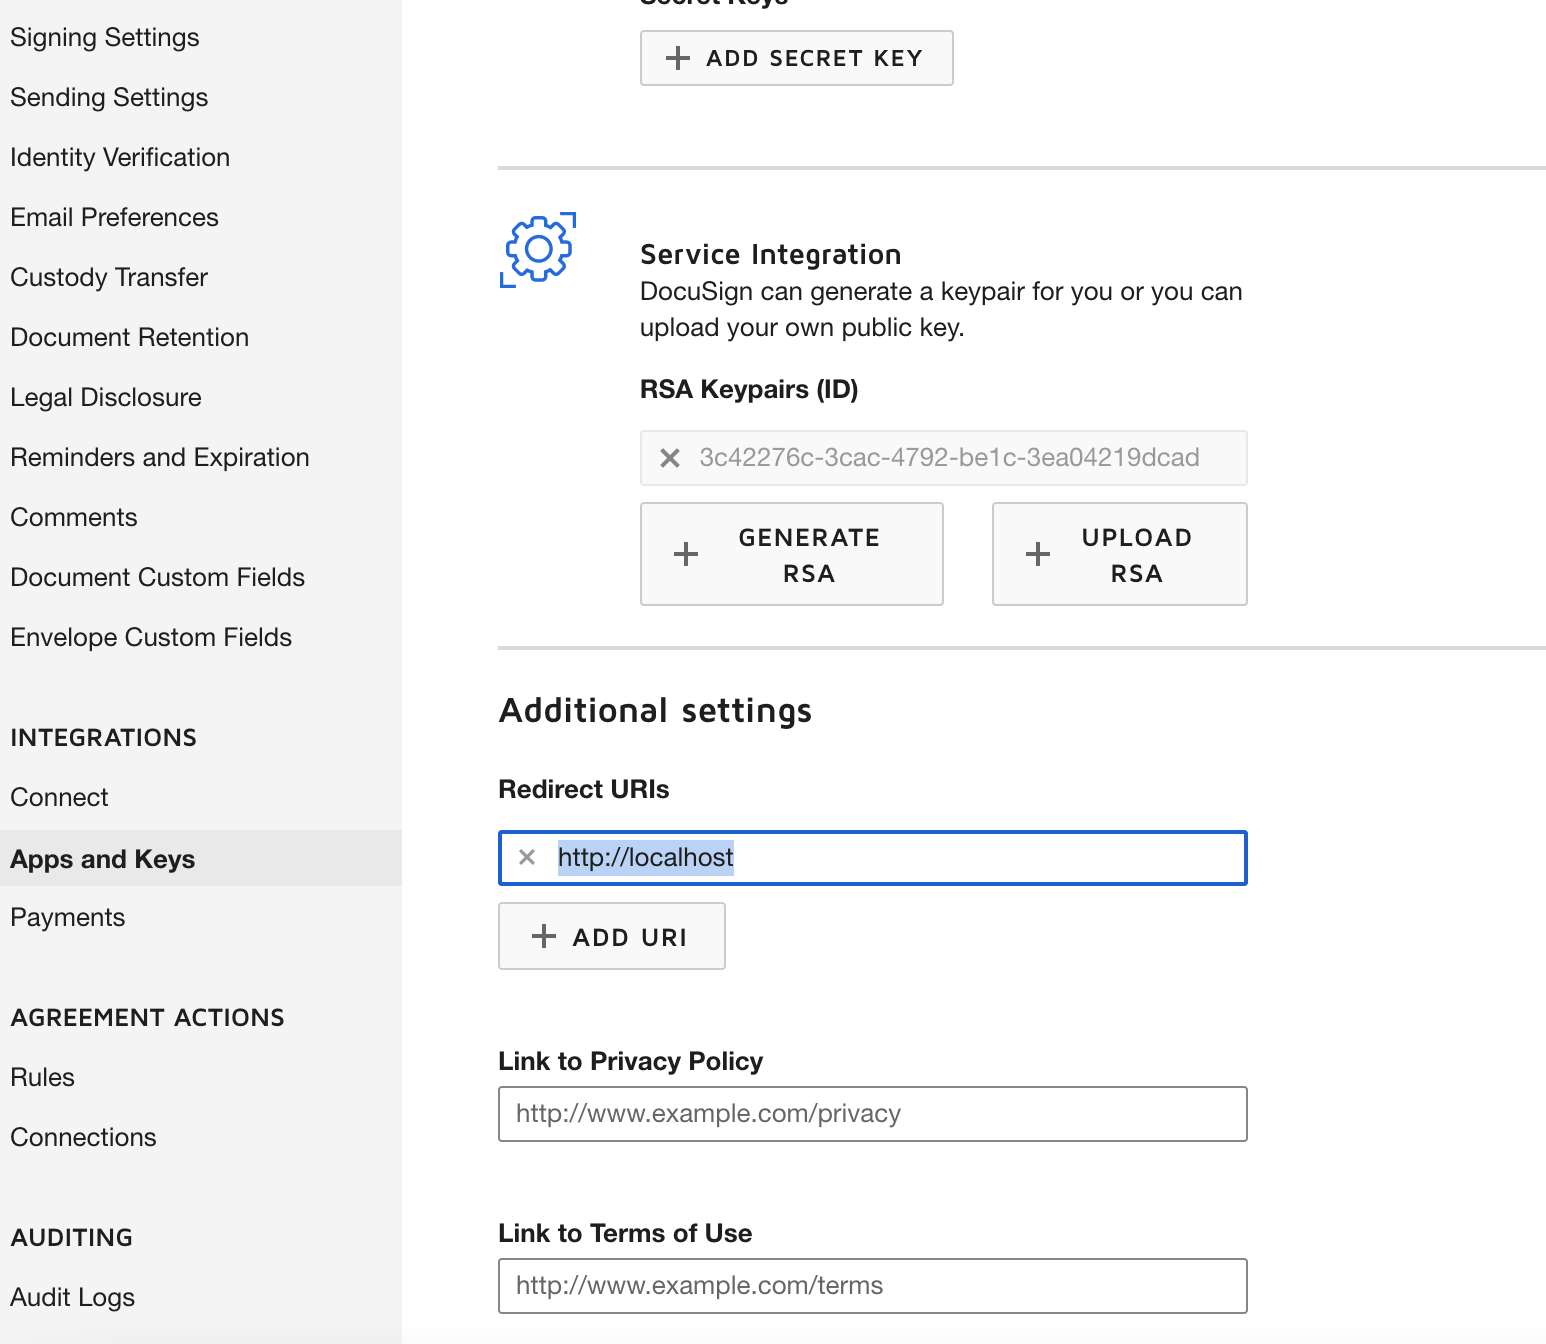 Signing Settings
Sending Settings
Identity Verification
Email Preferences
Custody Transfer
Document Retention
Legal Disclosure
Reminders and Expiration
Comments
Document Custom Fields
Envelope Custom Fields
INTEGRATIONS
Connect
Apps and Keys
Payments
AGREEMENT ACTIONS
Rules
Connections
AUDITING
Audit Logs
Secret Keys
ADD SECRET KEY
Service Integration
DocuSign can generate a keypair for you or you can
upload your own public key.
RSA Keypairs (ID)
3c42276c-3cac-4792-be1c-3ea04219dcad
GENERATE
RSA
UPLOAD
RSA
Additional settings
Redirect URIs
http://localhost
ADD URI
Link to Privacy Policy
http://www.example.com/privacy
Link to Terms of Use
http://www.example.com/terms